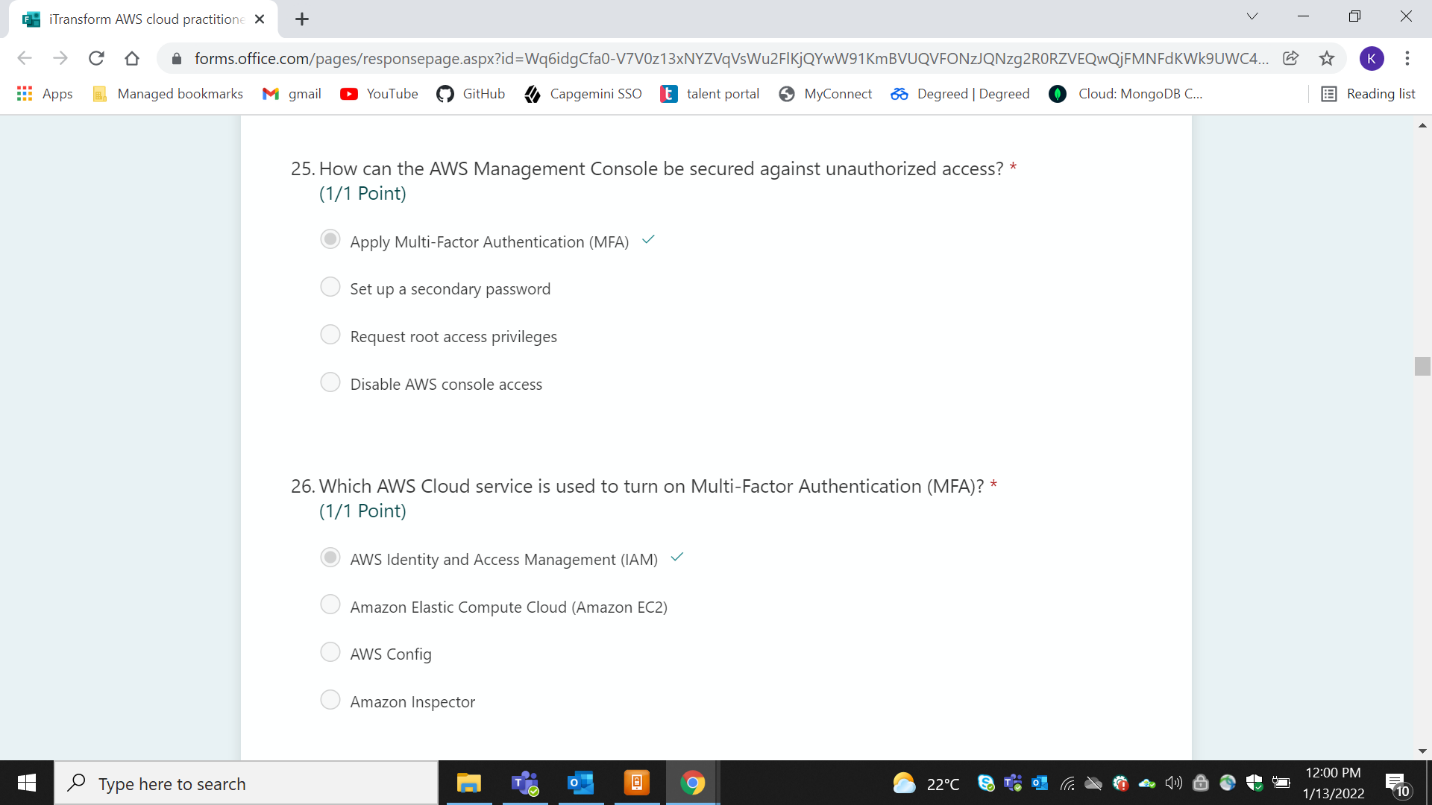 iTransform AWS cloud practitione
forms.office.com/pages/responsepage.aspx?id=Wq6idgCfa0-V7V0z13xNYZVqVsWu2FlKjQYwW91KmBVUQVFONzJQNzg2R0RZVEQwQjFMNFdKWk9UWC4...
K
Apps Managed bookmarks gmail YouTube GitHub Capgemini SSO talent portal MyConnect Degreed | Degreed Cloud: MongoDB C... Reading list
25. How can the AWS Management Console be secured against unauthorized access? *
(1/1 Point)
Apply Multi-Factor Authentication (MFA)
Set up a secondary password
Request root access privileges
Disable AWS console access
26. Which AWS Cloud service is used to turn on Multi-Factor Authentication (MFA)? *
(1/1 Point)
AWS Identity and Access Management (IAM)
Amazon Elastic Compute Cloud (Amazon EC2)
AWS Config
Amazon Inspector
Type here to search
22°C
12:00 PM
1/13/2022
10